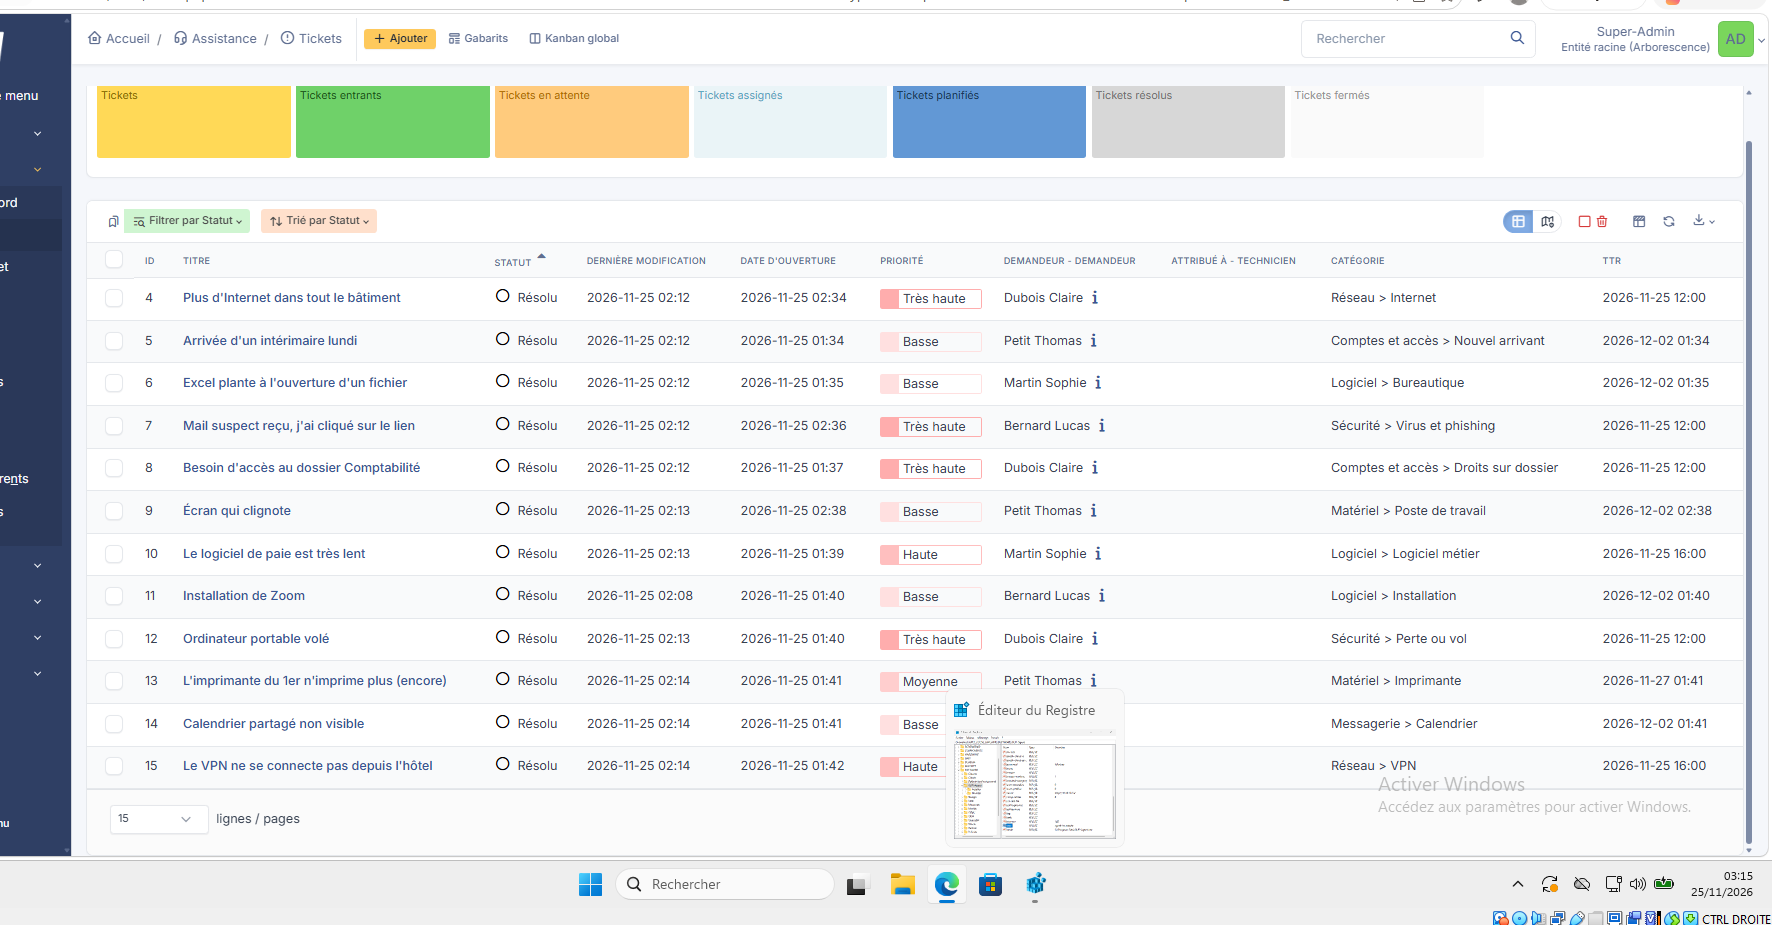 Accueil / Assistance / Tickets
Ajouter
Gabarits
Kanban global
Rechercher
Super-Admin
Entité racine (Arborescence)
AD
menu
ord
et
s
rents
s
nu
Tickets
Tickets entrants
Tickets en attente
Tickets assignés
Tickets planifiés
Tickets résolus
Tickets fermés
Filtrer par Statut
Trié par Statut
ID TITRE STATUT DERNIÈRE MODIFICATION DATE D'OUVERTURE PRIORITÉ DEMANDEUR - DEMANDEUR ATTRIBUÉ À - TECHNICIEN CATÉGORIE TTR
4 Plus d'Internet dans tout le bâtiment Résolu 2026-11-25 02:12 2026-11-25 02:34 Très haute Dubois Claire Réseau > Internet 2026-11-25 12:00
5 Arrivée d'un intérimaire lundi Résolu 2026-11-25 02:12 2026-11-25 01:34 Basse Petit Thomas Comptes et accès > Nouvel arrivant 2026-12-02 01:34
6 Excel plante à l'ouverture d'un fichier Résolu 2026-11-25 02:12 2026-11-25 01:35 Basse Martin Sophie Logiciel > Bureautique 2026-12-02 01:35
7 Mail suspect reçu, j'ai cliqué sur le lien Résolu 2026-11-25 02:12 2026-11-25 02:36 Très haute Bernard Lucas Sécurité > Virus et phishing 2026-11-25 12:00
8 Besoin d'accès au dossier Comptabilité Résolu 2026-11-25 02:12 2026-11-25 01:37 Très haute Dubois Claire Comptes et accès > Droits sur dossier 2026-11-25 12:00
9 Écran qui clignote Résolu 2026-11-25 02:13 2026-11-25 02:38 Basse Petit Thomas Matériel > Poste de travail 2026-12-02 02:38
10 Le logiciel de paie est très lent Résolu 2026-11-25 02:13 2026-11-25 01:39 Haute Martin Sophie Logiciel > Logiciel métier 2026-11-25 16:00
11 Installation de Zoom Résolu 2026-11-25 02:08 2026-11-25 01:40 Basse Bernard Lucas Logiciel > Installation 2026-12-02 01:40
12 Ordinateur portable volé Résolu 2026-11-25 02:13 2026-11-25 01:40 Très haute Dubois Claire Sécurité > Perte ou vol 2026-11-25 12:00
13 L'imprimante du 1er n'imprime plus (encore) Résolu 2026-11-25 02:14 2026-11-25 01:41 Moyenne Petit Thomas Matériel > Imprimante 2026-11-27 01:41
14 Calendrier partagé non visible Résolu 2026-11-25 02:14 2026-11-25 01:41 Basse Messagerie > Calendrier 2026-12-02 01:41
15 Le VPN ne se connecte pas depuis l'hôtel Résolu 2026-11-25 02:14 2026-11-25 01:42 Haute Réseau > VPN 2026-11-25 16:00
Éditeur du Registre
Activer Windows
Accédez aux paramètres pour activer Windows.
15 lignes / pages
Rechercher
03:15
25/11/2026
CTRL DROITE